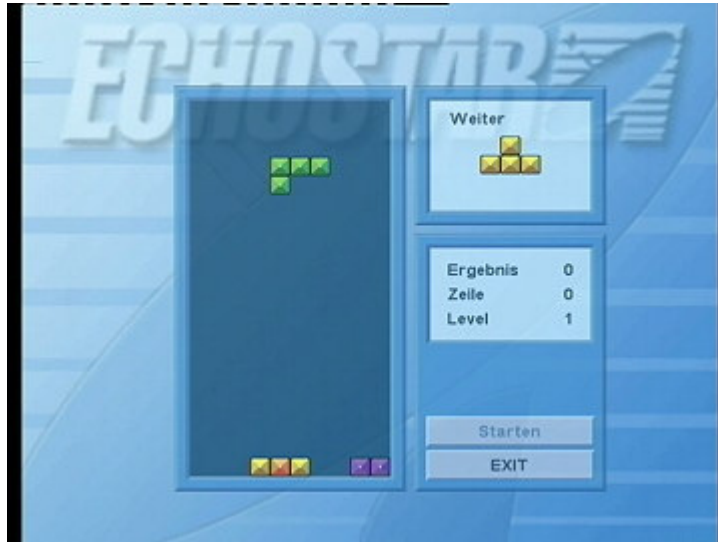 ECHOSTAR
Weiter
Ergebnis 0
Zeile 0
Level 1
Starten
EXIT